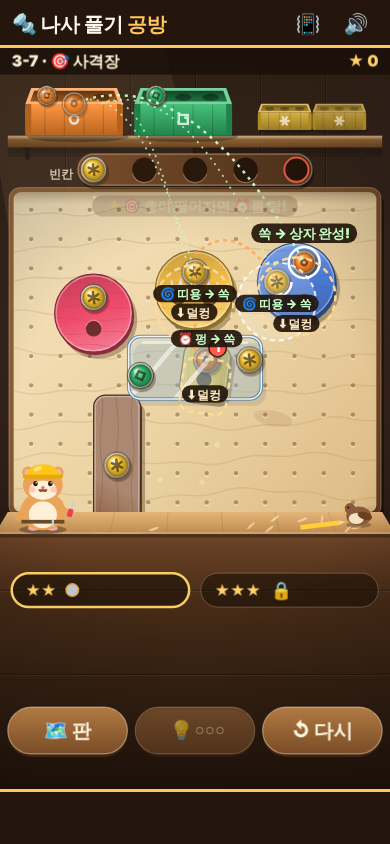 나사 풀기 공방
3-7 · 사격장
★ 0
빈칸
쏙 → 상자 완성!
띠용 → 쏙
띠용 → 쏙
⬇덜컹
⬇덜컹
펑 → 쏙
⬇덜컹
★★
★★★
판
다시